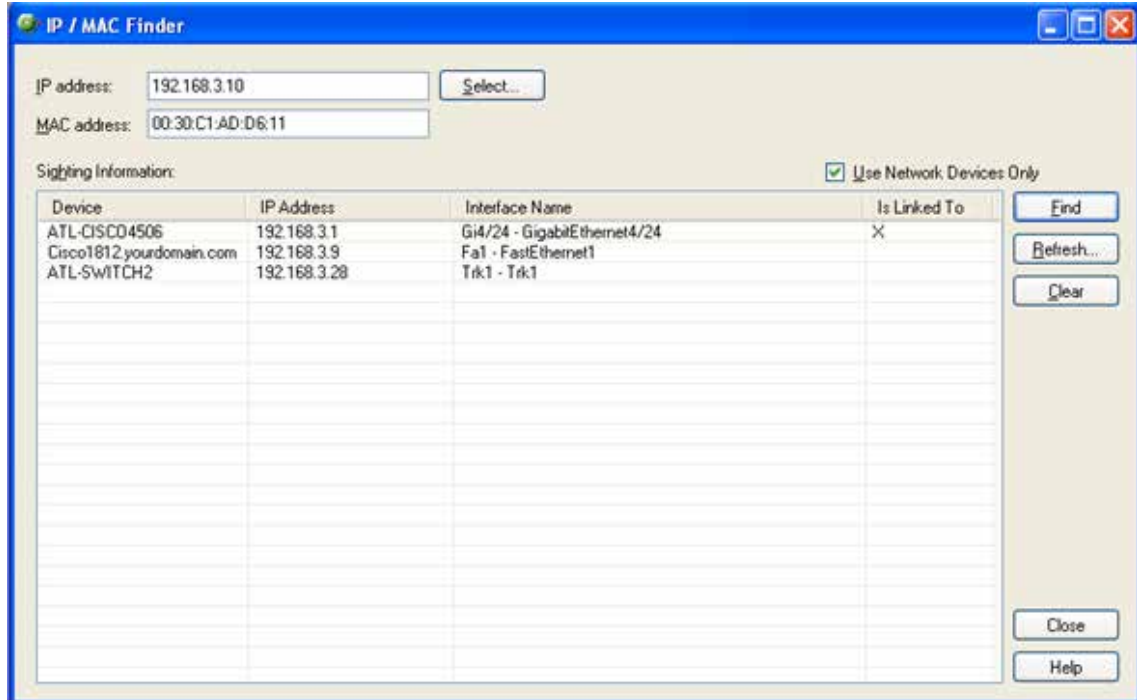 IP / MAC Finder
IP address: 192.168.3.10 Select...
MAC address: 00:30:C1:AD:D6:11
Sighting Information: Use Network Devices Only
Device IP Address Interface Name Is Linked To Find
ATL-CISCO4506 192.168.3.1 Gi4/24 - GigabitEthernet4/24 X
Cisco1812.yourdomain.com 192.168.3.9 Fa1 - FastEthernet1 Refresh...
ATL-SWITCH2 192.168.3.28 Trk1 - Trk1
Clear
Close
Help